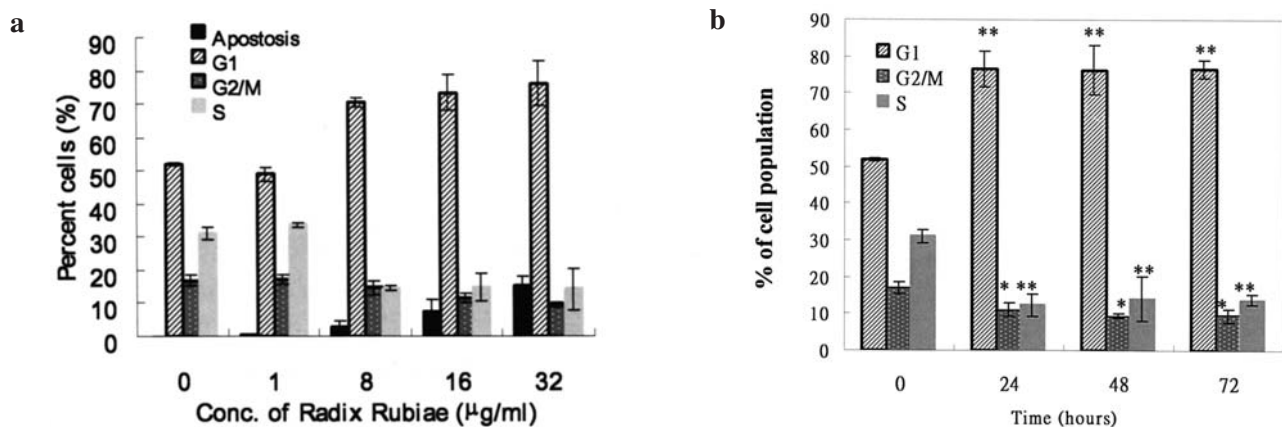 a
Apostosis
G1
G2/M
S
Percent cells (%)
90
80
70
60
50
40
30
20
10
0
0 1 8 16 32
Conc. of Radix Rubiae (μg/ml)
b
G1
G2/M
S
% of cell population
90
80
70
60
50
40
30
20
10
0
** ** **
* ** * ** * **
0 24 48 72
Time (hours)